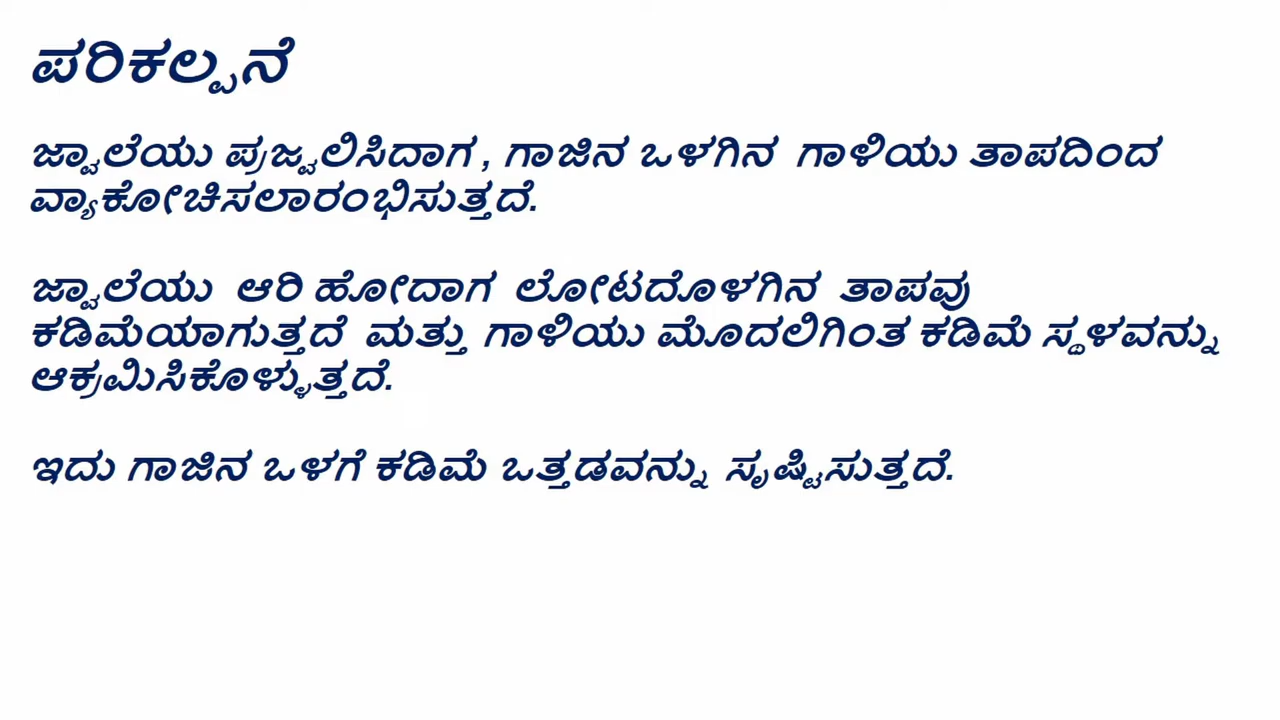 ಪರಿಕಲ್ಪನೆ
ಜ್ವಾಲೆಯು ಪ್ರಜ್ವಲಿಸಿದಾಗ , ಗಾಜಿನ ಒಳಗಿನ ಗಾಳಿಯು ತಾಪದಿಂದ
ವ್ಯಾಕೋಚಿಸಲಾರಂಭಿಸುತ್ತದೆ.
ಜ್ವಾಲೆಯು ಆರಿ ಹೋದಾಗ ಲೋಟದೊಳಗಿನ ತಾಪವು
ಕಡಿಮೆಯಾಗುತ್ತದೆ ಮತ್ತು ಗಾಳಿಯು ಮೊದಲಿಗಿಂತ ಕಡಿಮೆ ಸ್ಥಳವನ್ನು
ಆಕ್ರಮಿಸಿಕೊಳ್ಳುತ್ತದೆ.
ಇದು ಗಾಜಿನ ಒಳಗೆ ಕಡಿಮೆ ಒತ್ತಡವನ್ನು ಸೃಷ್ಟಿಸುತ್ತದೆ.